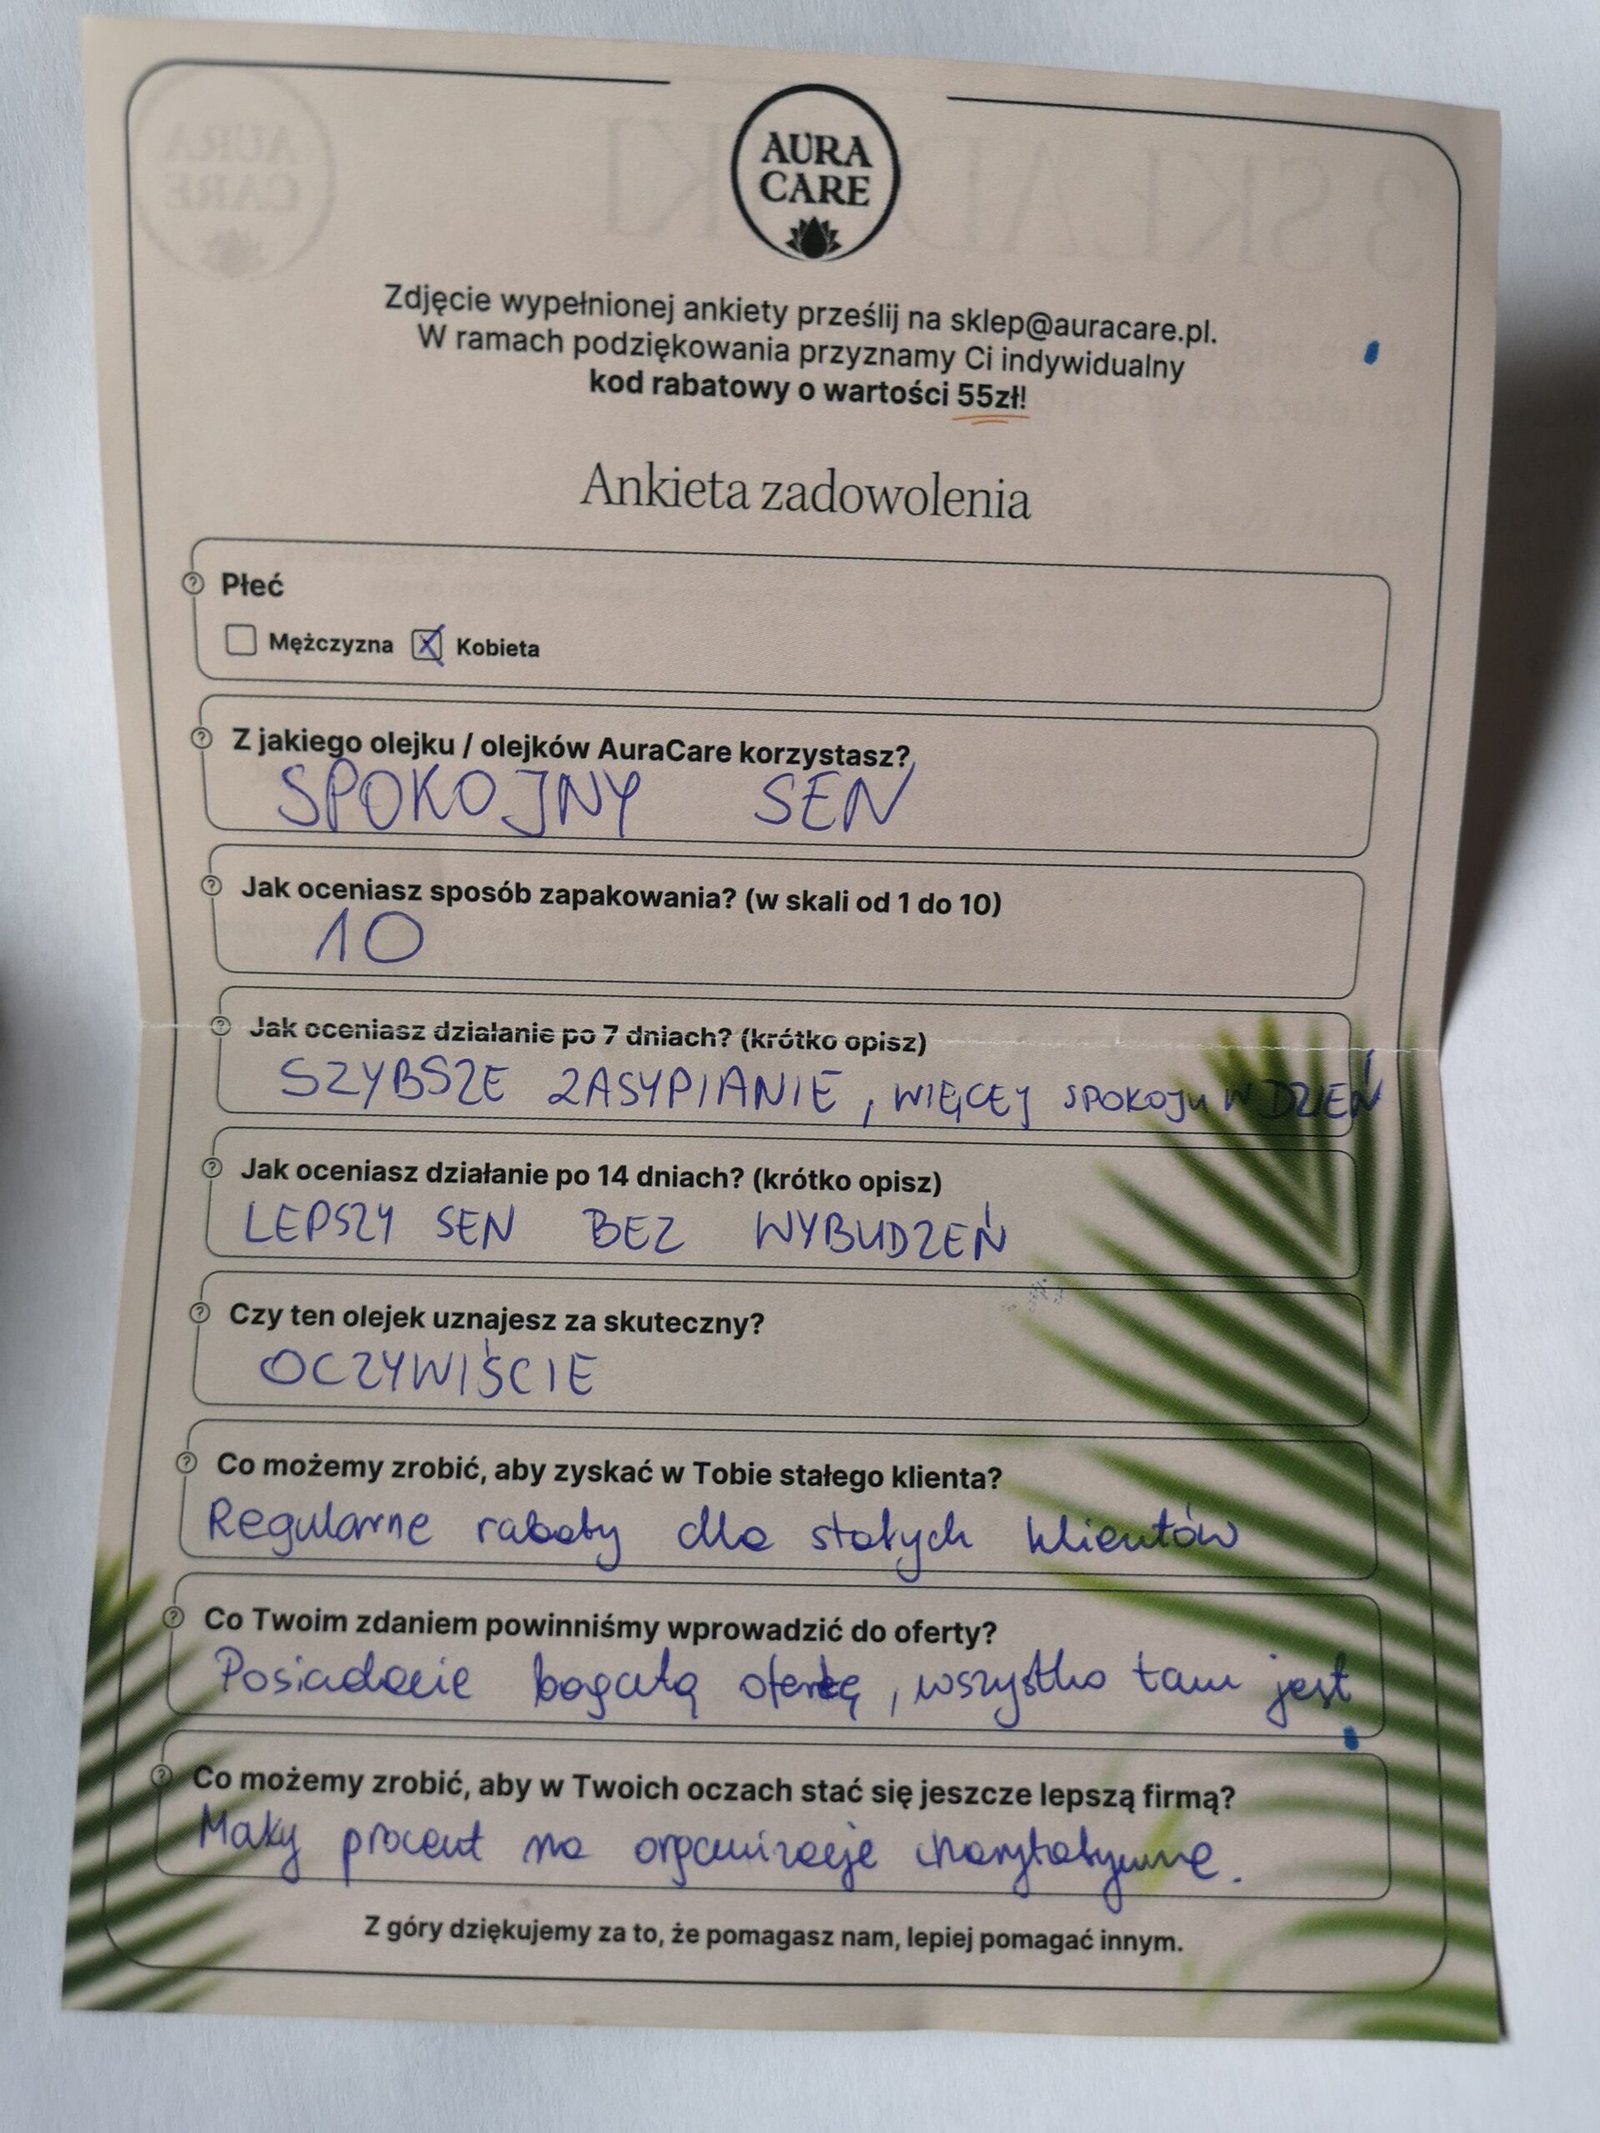 AURA
CARE
Zdjęcie wypełnionej ankiety prześlij na sklep@auracare.pl.
W ramach podziękowania przyznamy Ci indywidualny
kod rabatowy o wartości 55zł!
Ankieta zadowolenia
Płeć
Mężczyzna X Kobieta
Z jakiego olejku / olejków AuraCare korzystasz?
SPOKOJNY SEN
Jak oceniasz sposób zapakowania? (w skali od 1 do 10)
10
Jak oceniasz działanie po 7 dniach? (krótko opisz)
SZYBSZE ZASYPIANIE, WIĘCEJ SPOKOJU W DZIEŃ
Jak oceniasz działanie po 14 dniach? (krótko opisz)
LEPSZY SEN BEZ WYBUDZEŃ
Czy ten olejek uznajesz za skuteczny?
OCZYWIŚCIE
Co możemy zrobić, aby zyskać w Tobie stałego klienta?
Regularne rabaty dla stałych klientów
Co Twoim zdaniem powinniśmy wprowadzić do oferty?
Posiadacie bogatą ofertę, wszystko tam jest
Co możemy zrobić, aby w Twoich oczach stać się jeszcze lepszą firmą?
Mały procent na organizacje charytatywne.
Z góry dziękujemy za to, że pomagasz nam, lepiej pomagać innym.
AURA
CARE
3 SKŁAD KI